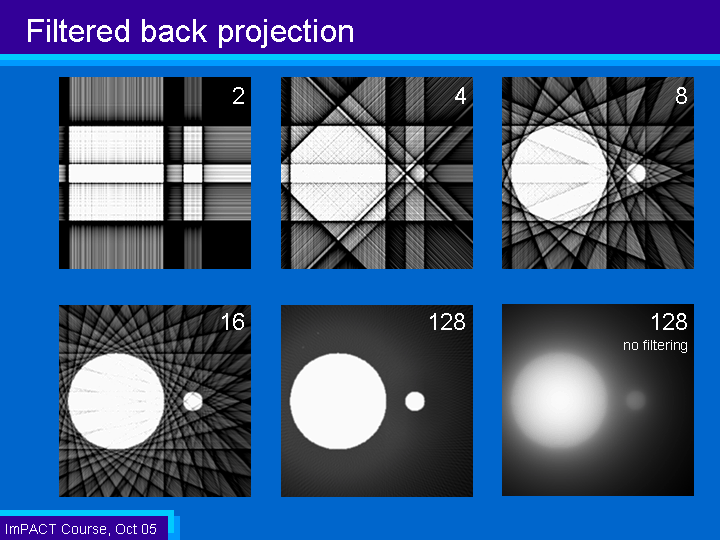 Filtered back projection
2
4
8
16
128
128
no filtering
ImPACT Course, Oct 05